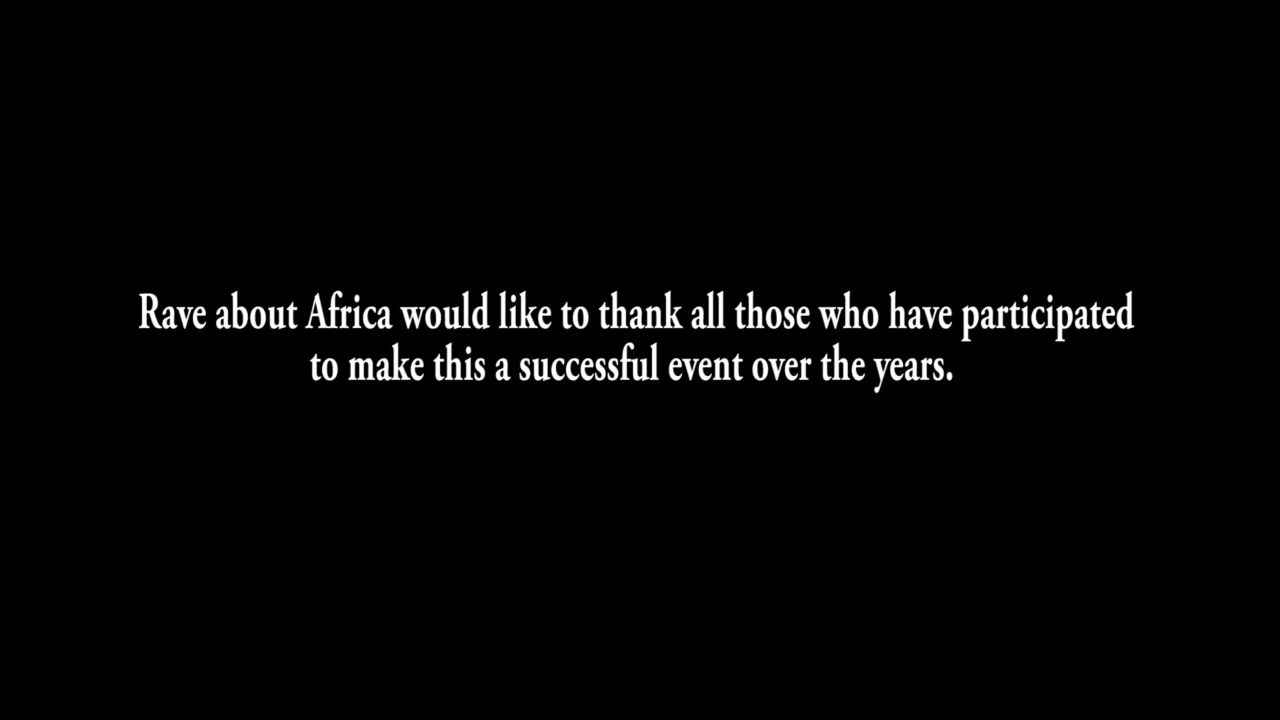 Rave about Africa would like to thank all those who have participated
to make this a successful event over the years.